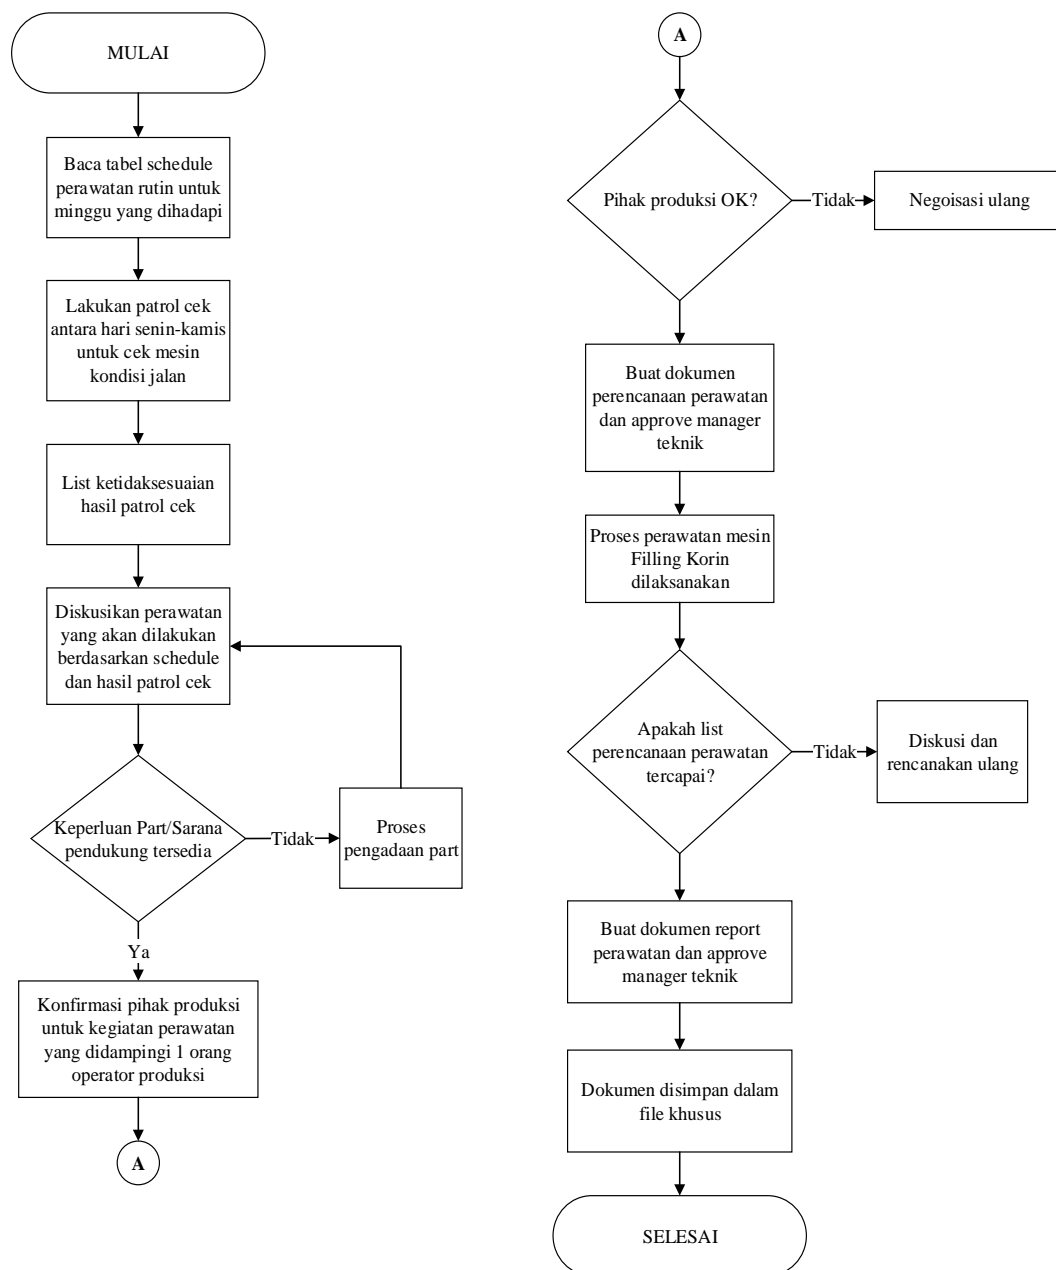 MULAI
Baca tabel schedule
perawatan rutin untuk
minggu yang dihadapi
Lakukan patrol cek
antara hari senin-kamis
untuk cek mesin
kondisi jalan
List ketidaksesuaian
hasil patrol cek
Diskusikan perawatan
yang akan dilakukan
berdasarkan schedule
dan hasil patrol cek
Keperluan Part/Sarana
pendukung tersedia
Tidak
Proses
pengadaan part
Ya
Konfirmasi pihak produksi
untuk kegiatan perawatan
yang didampingi 1 orang
operator produksi
A
A
Pihak produksi OK?
Tidak
Negoisasi ulang
Buat dokumen
perencanaan perawatan
dan approve manager
teknik
Proses perawatan mesin
Filling Korin
dilaksanakan
Apakah list
perencanaan perawatan
tercapai?
Tidak
Diskusi dan
rencanakan ulang
Buat dokumen report
perawatan dan approve
manager teknik
Dokumen disimpan dalam
file khusus
SELESAI